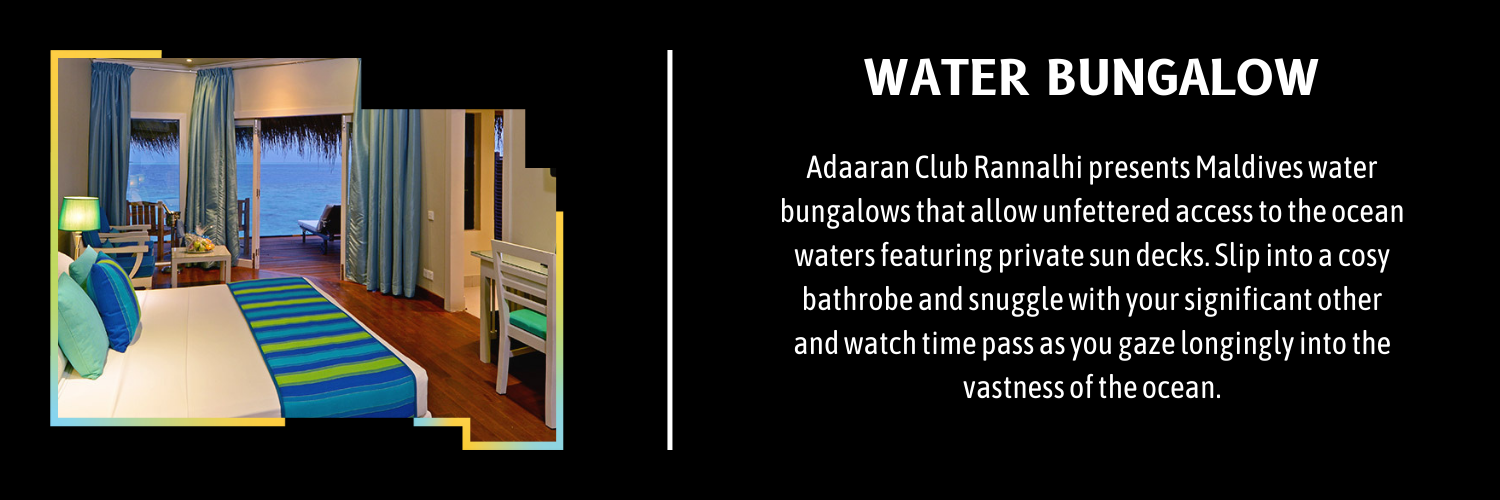 WATER BUNGALOW
Adaaran Club Rannalhi presents Maldives water
bungalows that allow unfettered access to the ocean
waters featuring private sun decks. Slip into a cosy
bathrobe and snuggle with your significant other
and watch time pass as you gaze longingly into the
vastness of the ocean.